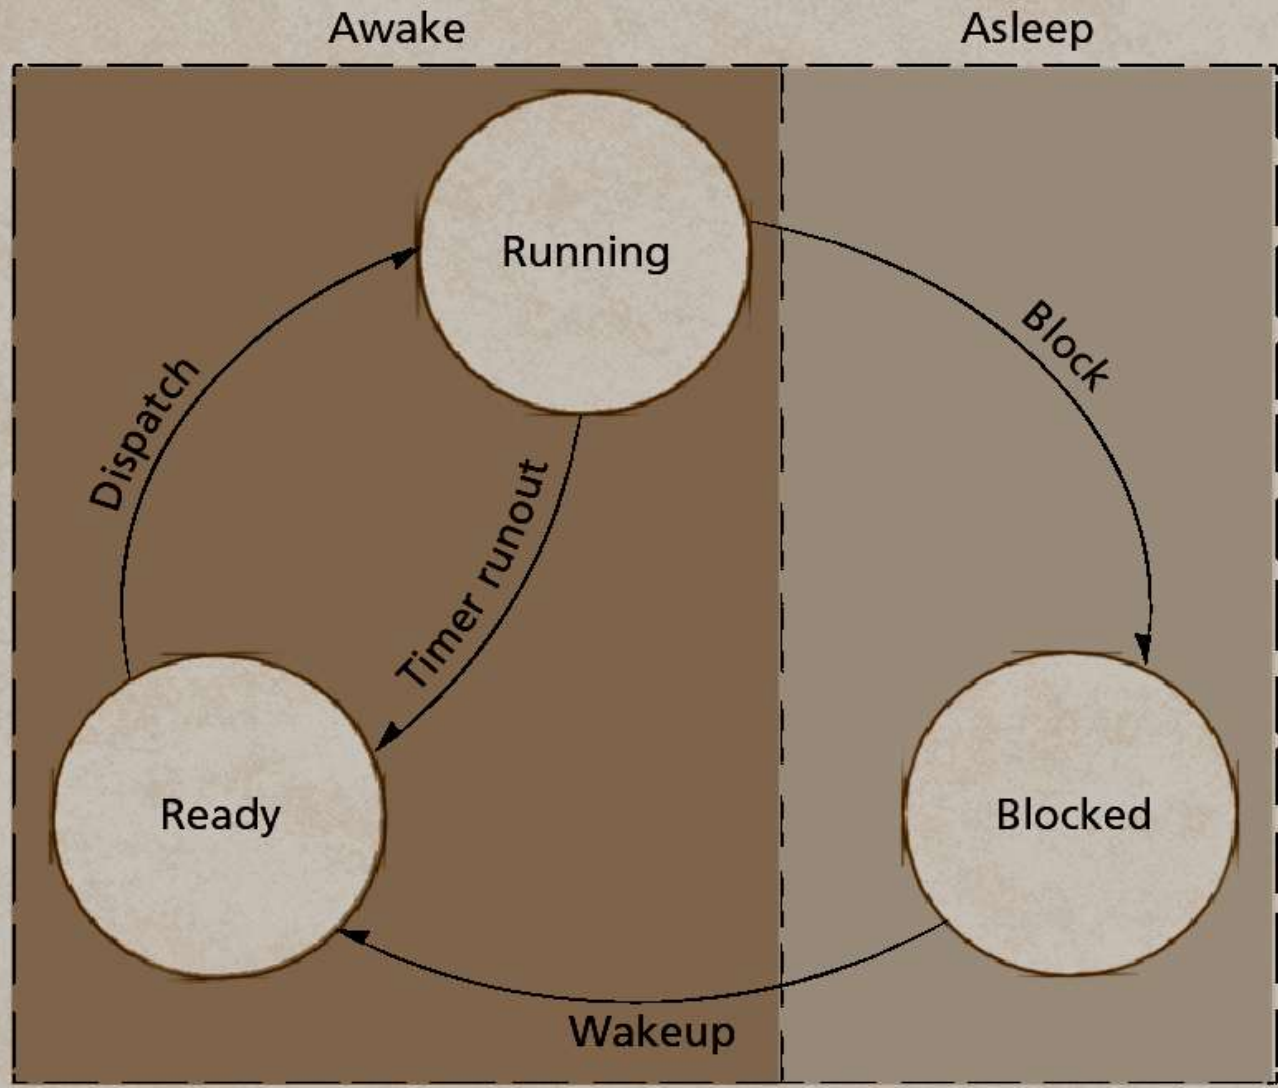 Awake
Asleep
Running
Block
Dispatch
Timer runout
Ready
Blocked
Wakeup